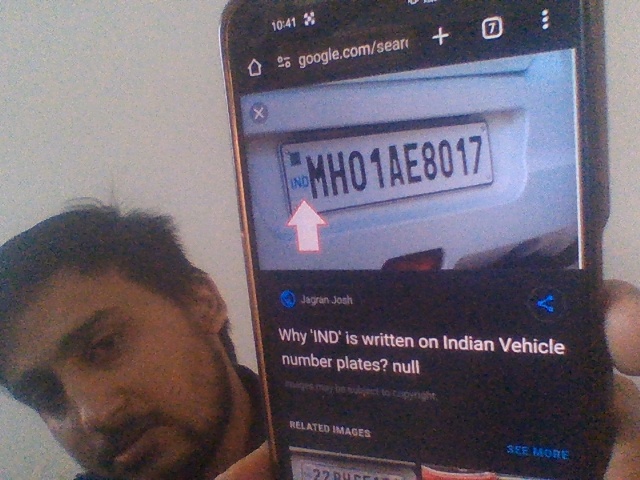 10:41
google.com/sear
7
IND
MH01AE8017
Jagran Josh
Why 'IND' is written on Indian Vehicle
number plates? null
Images may be subject to copyright.
RELATED IMAGES
SEE MORE